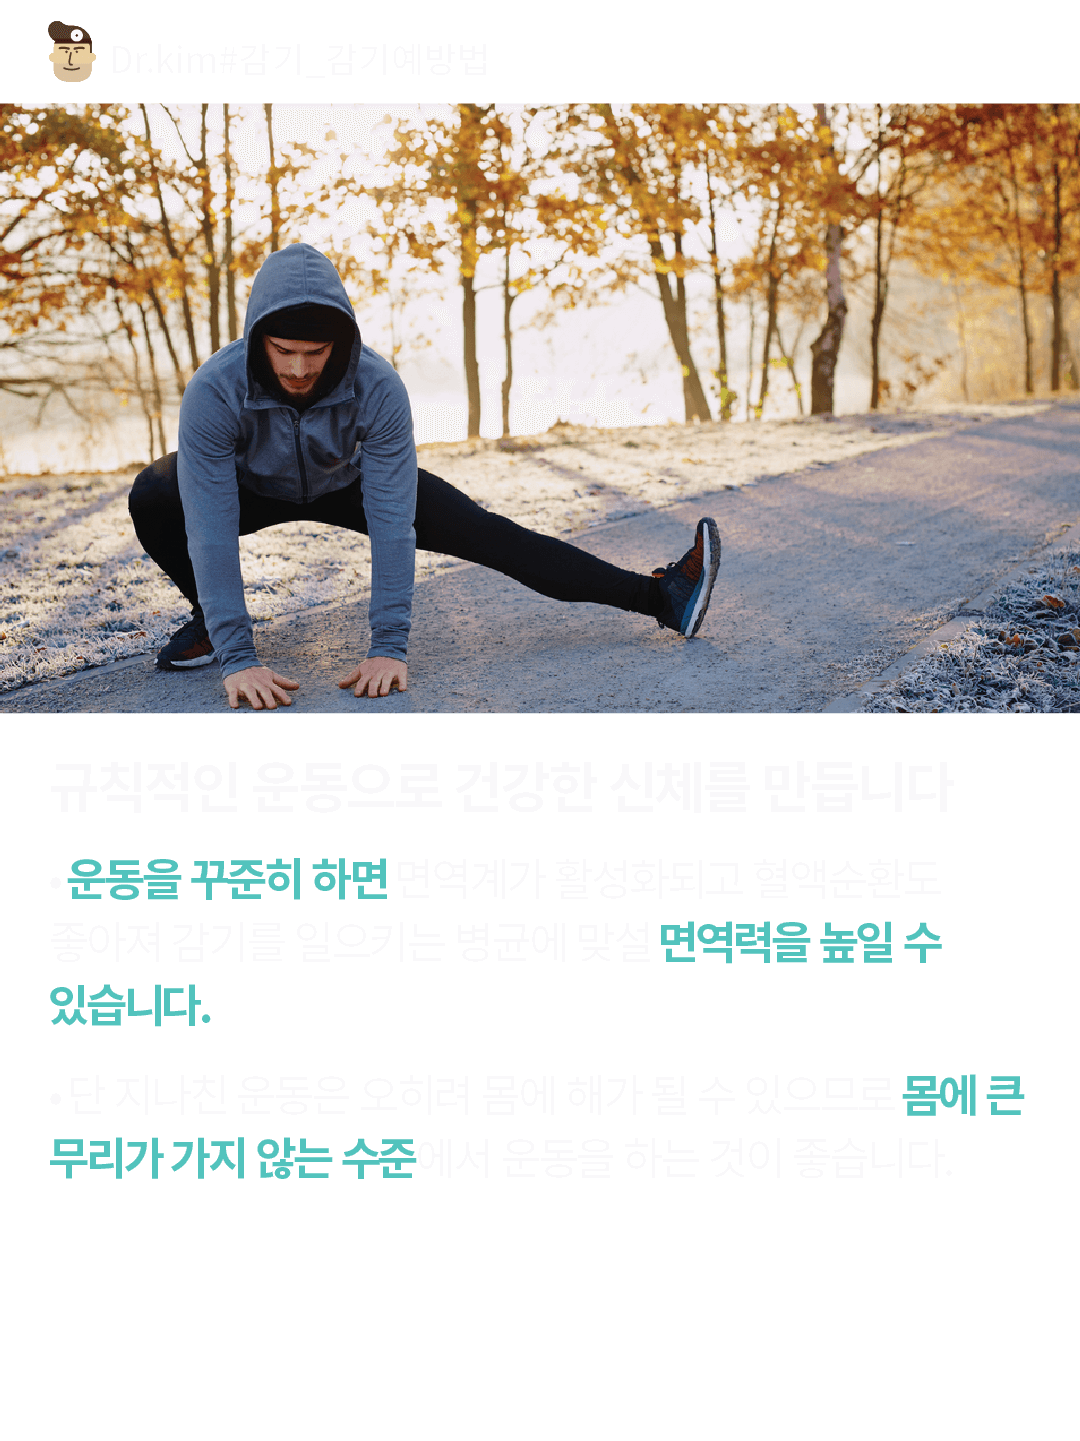 Dr.kim#감기_감기예방법
규칙적인 운동으로 건강한 신체를 만듭니다
• 운동을 꾸준히 하면 면역계가 활성화되고 혈액순환도
좋아져 감기를 일으키는 병균에 맞설 면역력을 높일 수
있습니다.
• 단 지나친 운동은 오히려 몸에 해가 될 수 있으므로 몸에 큰
무리가 가지 않는 수준에서 운동을 하는 것이 좋습니다.